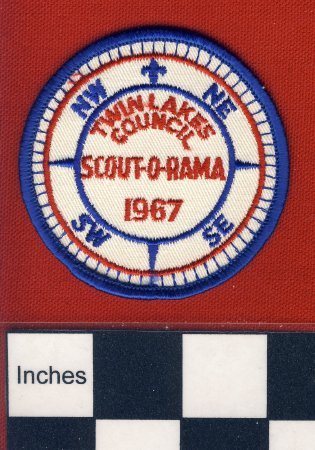 NW NE
TWIN LAKES
COUNCIL
SCOUT-O-RAMA
1967
SW SE
Inches